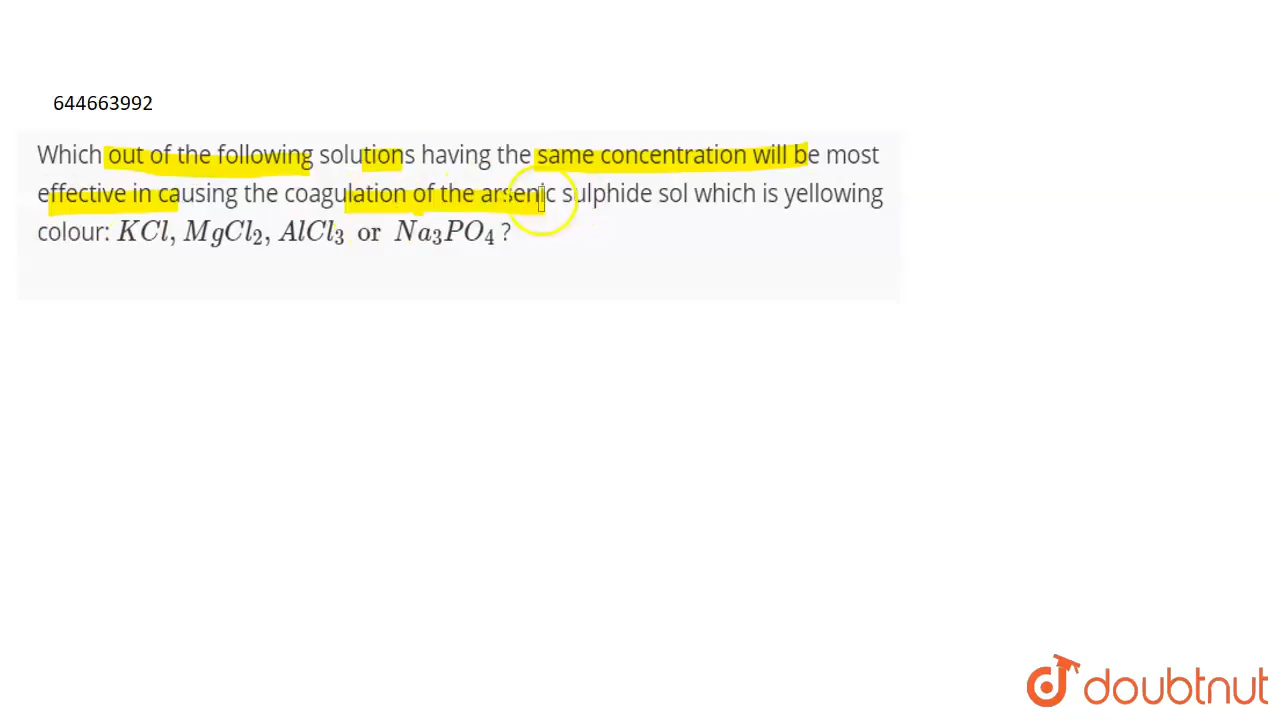 644663992
Which out of the following solutions having the same concentration will be most
effective in causing the coagulation of the arsenic sulphide sol which is yellowing
colour: KCl, MgCl₂, AlCl₃ or Na₃PO₄ ?
doubtnut